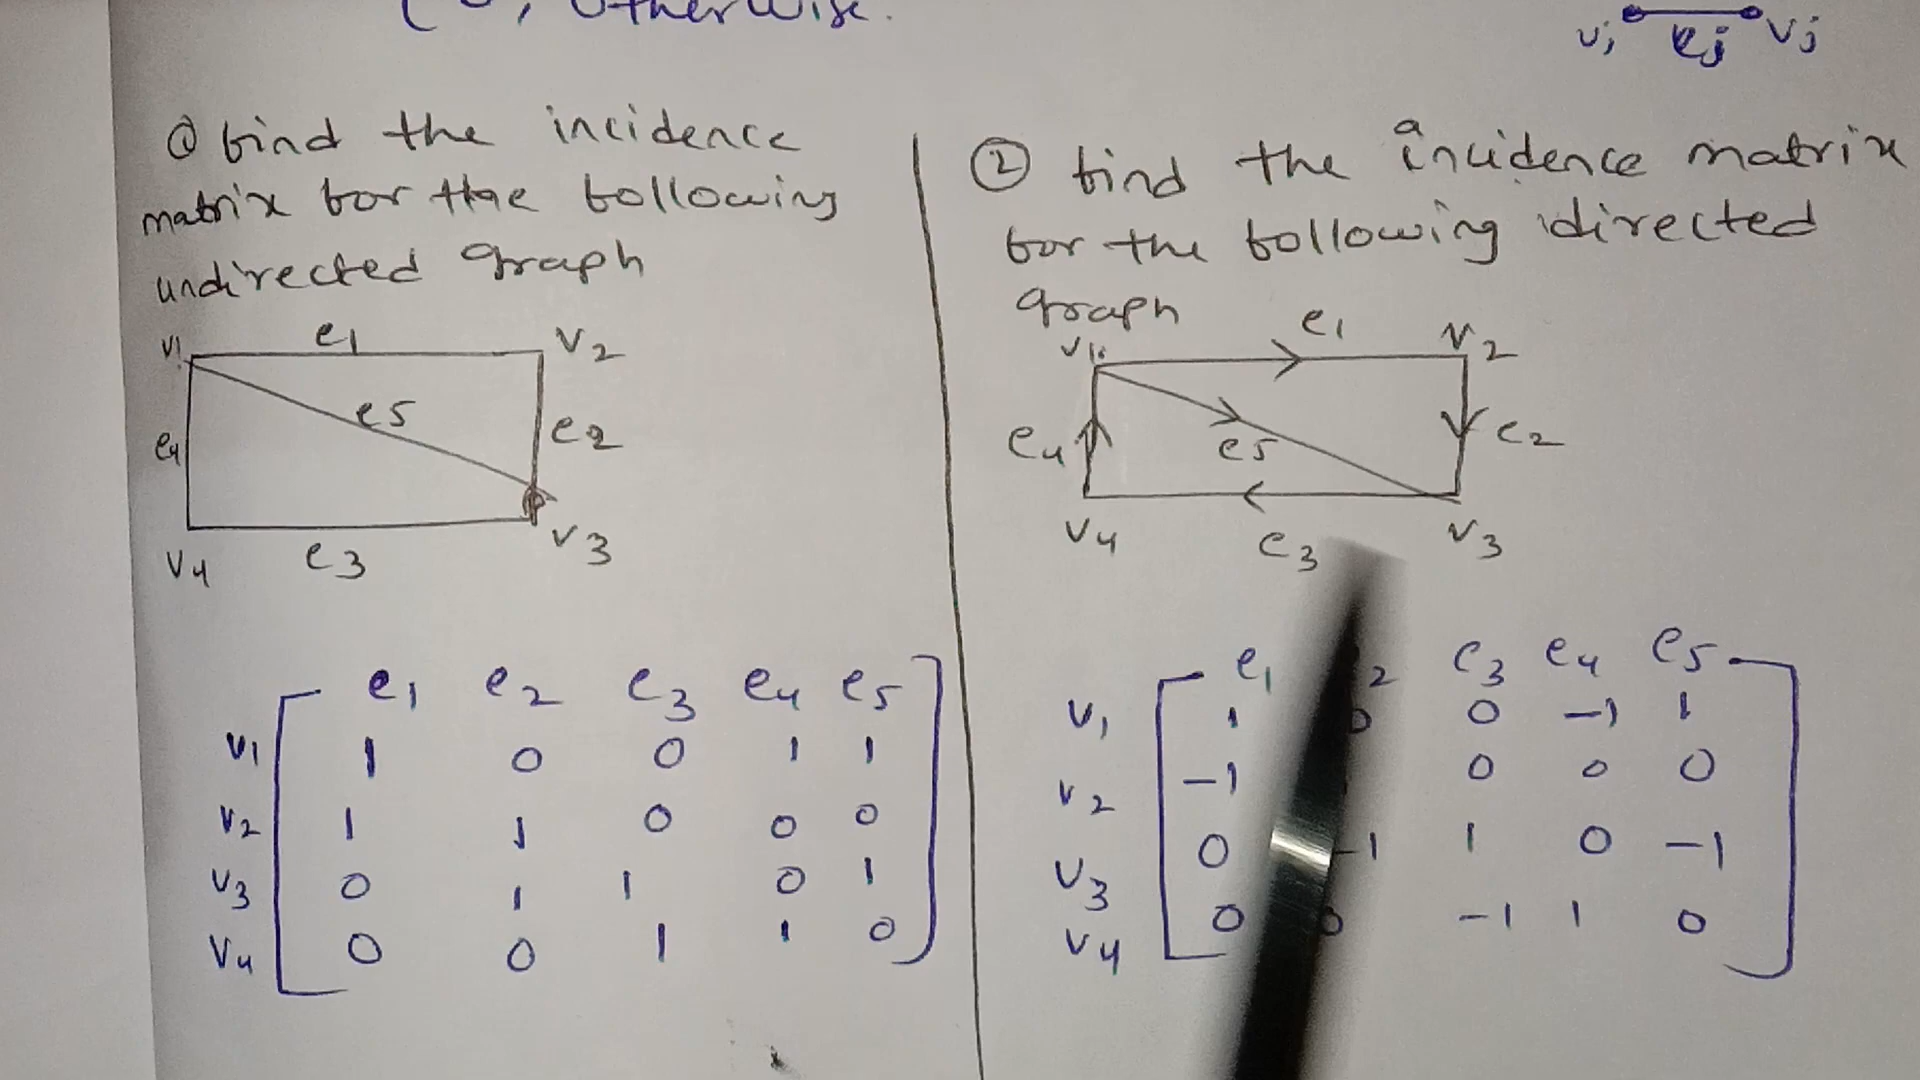 0, otherwise.
vi ej vj
① find the incidence
matrix for the following
undirected graph
v1 e1 v2
e5
e4 e2
v4 e3 v3
e1 e2 e3 e4 e5
v1 1 0 0 1 1
v2 1 1 0 0 0
v3 0 1 1 0 1
v4 0 0 1 1 0
② find the incidence matrix
for the following directed
graph
v1 e1 v2
e4 e5 e2
v4 e3 v3
e1 2 e3 e4 e5
v1 1 0 0 -1 1
v2 -1 0 0 0
v3 0 -1 1 0 -1
v4 0 0 -1 1 0